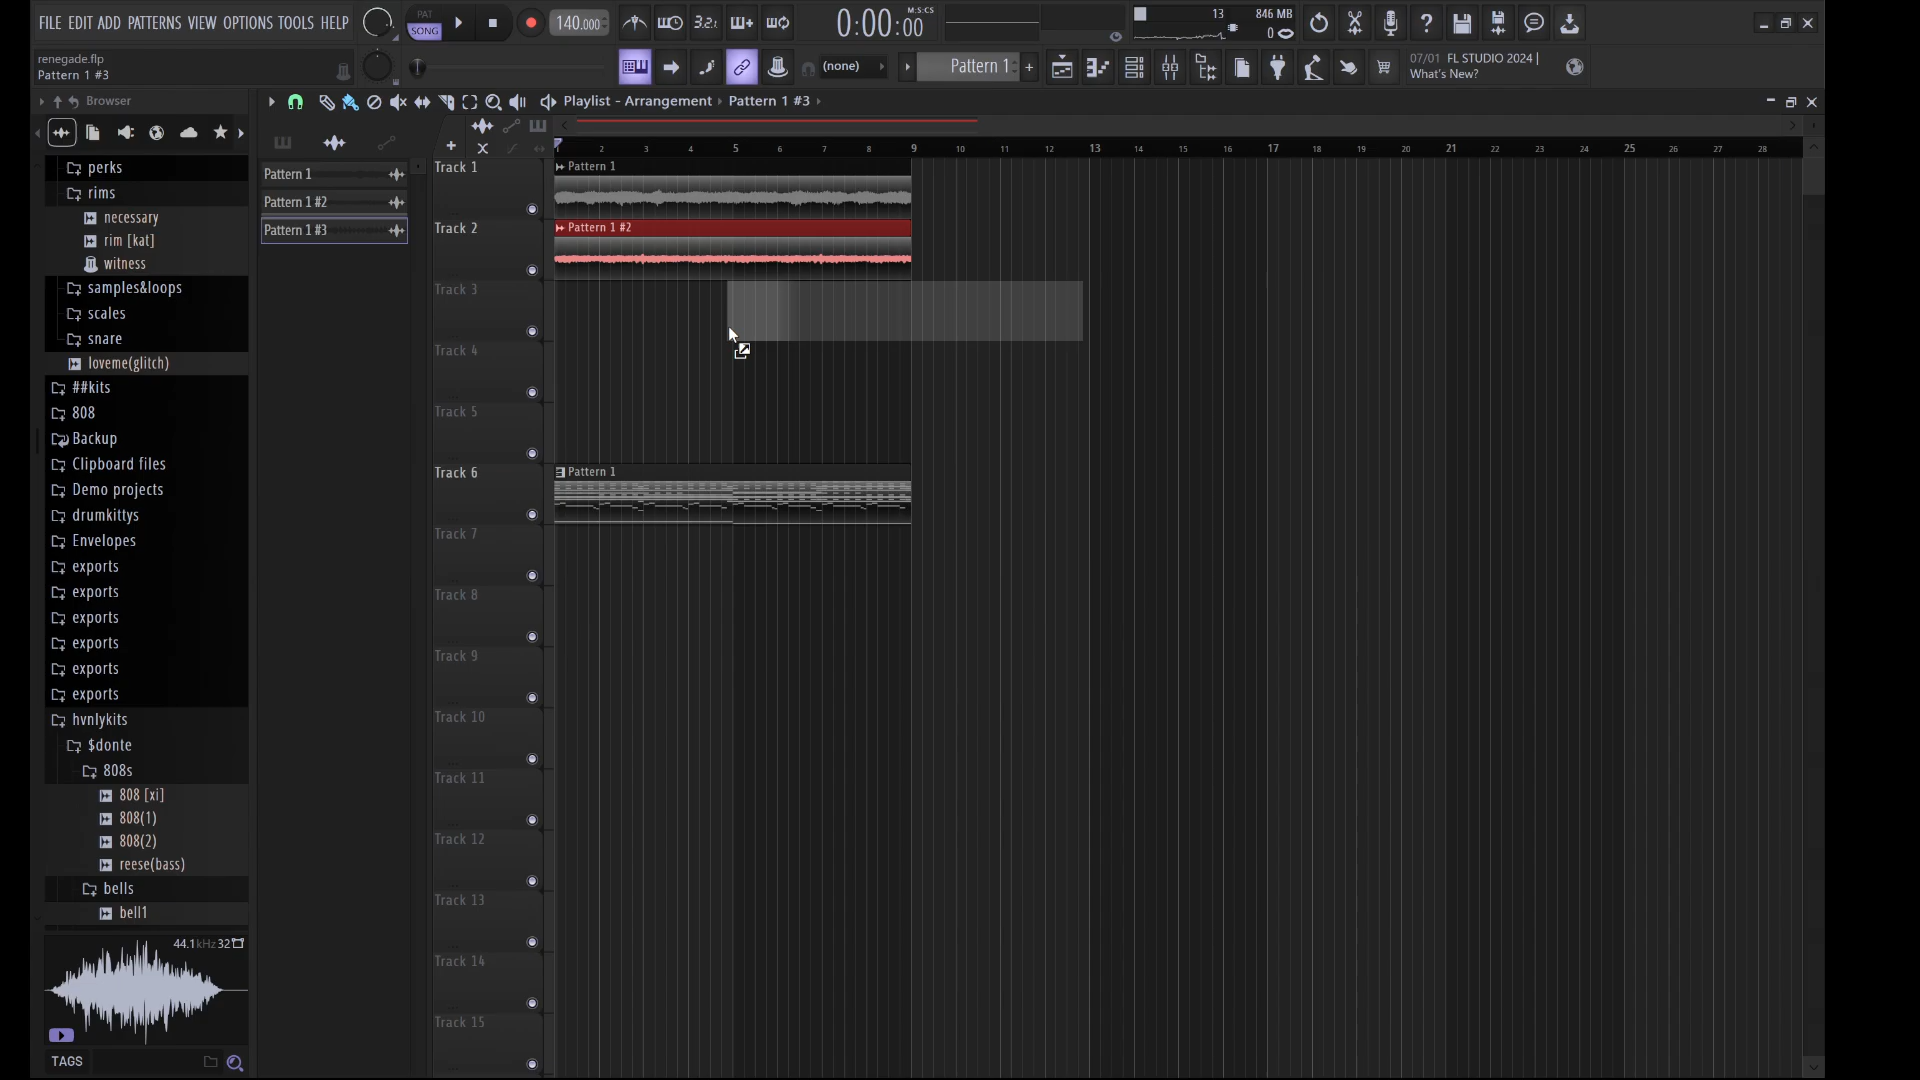 FILE EDIT ADD PATTERNS VIEW OPTIONS TOOLS HELP
PAT
SONG
140.000
3.2.1
0:00:00
M:S:CS
13
846 MB
0
renegade.flp
Pattern 1 #3
(none)
Pattern 1
07/01 FL STUDIO 2024 |
What's New?
Browser
Playlist - Arrangement › Pattern 1 #3 ›
perks
rims
necessary
rim [kat]
witness
samples&loops
scales
snare
loveme(glitch)
##kits
808
Backup
Clipboard files
Demo projects
drumkittys
Envelopes
exports
exports
exports
exports
exports
exports
hvnlykits
$donte
808s
808 [xi]
808(1)
808(2)
reese(bass)
bells
bell1
44.1kHz 32
TAGS
Pattern 1
Pattern 1 #2
Pattern 1 #3
1 2 3 4 5 6 7 8 9 10 11 12 13 14 15 16 17 18 19 20 21 22 23 24 25 26 27 28
Track 1
Pattern 1
Track 2
Pattern 1 #2
Track 3
Track 4
Track 5
Track 6
Pattern 1
Track 7
Track 8
Track 9
Track 10
Track 11
Track 12
Track 13
Track 14
Track 15